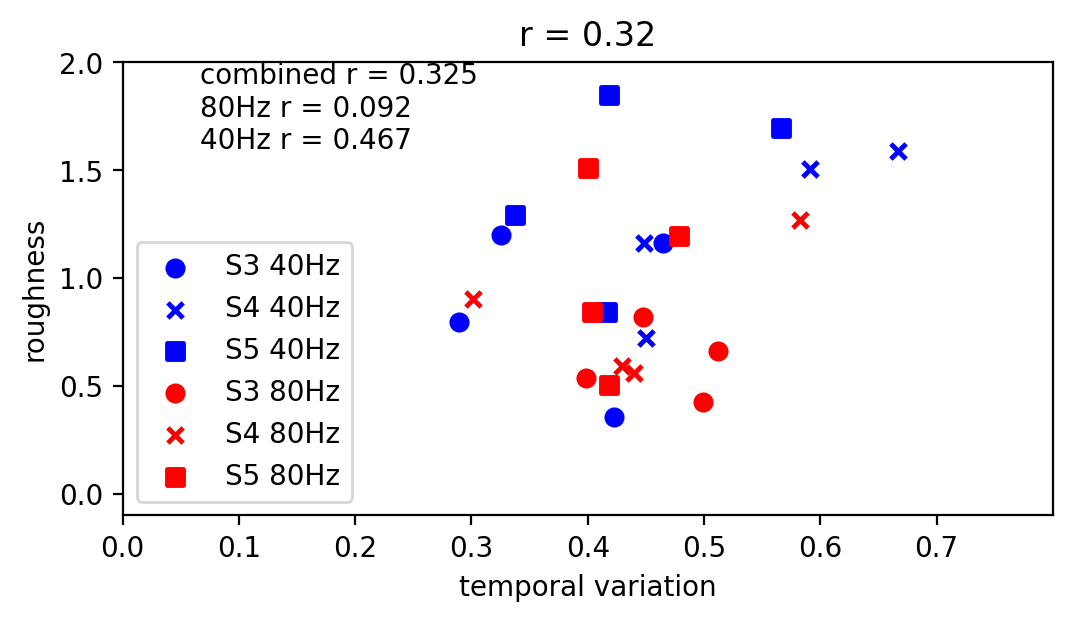 r = 0.32
combined r = 0.325
80Hz r = 0.092
40Hz r = 0.467
2.0
1.5
1.0
0.5
0.0
roughness
S3 40Hz
S4 40Hz
S5 40Hz
S3 80Hz
S4 80Hz
S5 80Hz
0.0 0.1 0.2 0.3 0.4 0.5 0.6 0.7
temporal variation